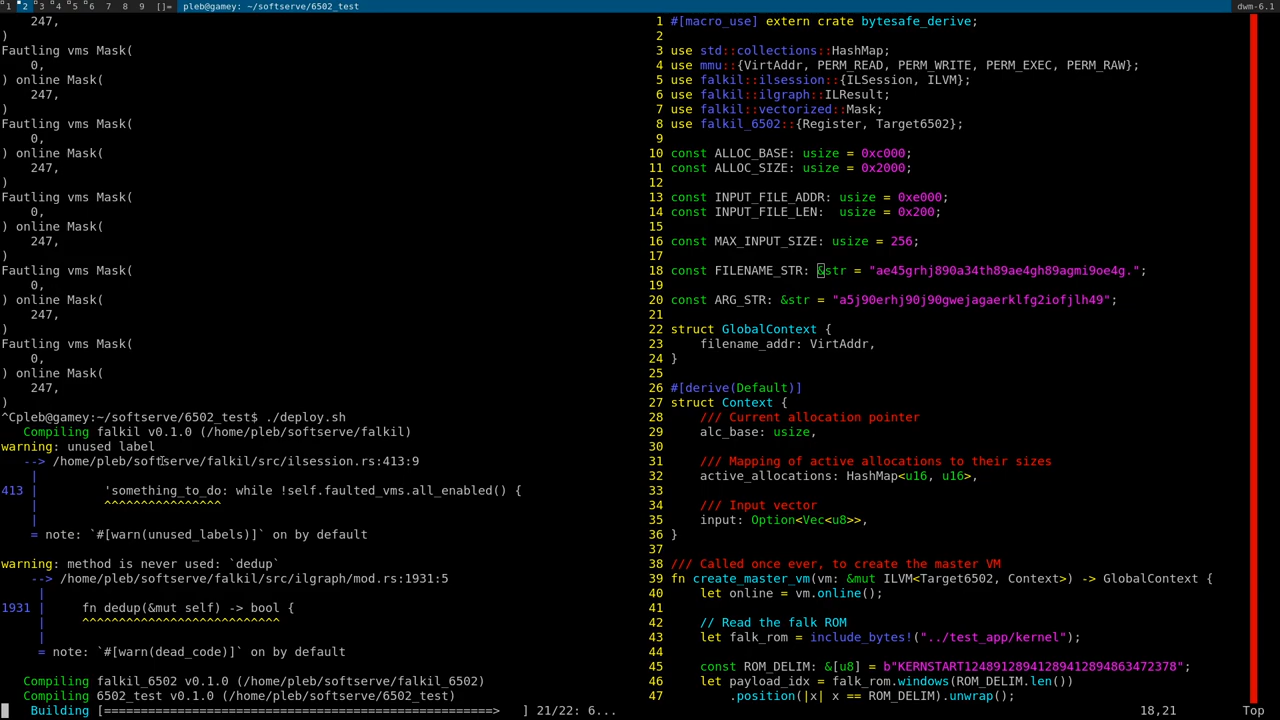 1 2 3 4 5 6 7 8 9 []= pleb@gamey: ~/softserve/6502_test dwm-6.1
    247,
)
Fautling vms Mask(
    0,
) online Mask(
    247,
)
Fautling vms Mask(
    0,
) online Mask(
    247,
)
Fautling vms Mask(
    0,
) online Mask(
    247,
)
Fautling vms Mask(
    0,
) online Mask(
    247,
)
Fautling vms Mask(
    0,
) online Mask(
    247,
)
^Cpleb@gamey:~/softserve/6502_test$ ./deploy.sh
   Compiling falkil v0.1.0 (/home/pleb/softserve/falkil)
warning: unused label
   --> /home/pleb/softserve/falkil/src/ilsession.rs:413:9
    |
413 |         'something_to_do: while !self.faulted_vms.all_enabled() {
    |         ^^^^^^^^^^^^^^^^
    |
    = note: `#[warn(unused_labels)]` on by default
warning: method is never used: `dedup`
    --> /home/pleb/softserve/falkil/src/ilgraph/mod.rs:1931:5
     |
1931 |     fn dedup(&mut self) -> bool {
     |     ^^^^^^^^^^^^^^^^^^^^^^^^^^^
     |
     = note: `#[warn(dead_code)]` on by default
   Compiling falkil_6502 v0.1.0 (/home/pleb/softserve/falkil_6502)
   Compiling 6502_test v0.1.0 (/home/pleb/softserve/6502_test)
    Building [=====================================================>   ] 21/22: 6...
1 #[macro_use] extern crate bytesafe_derive;
2
3 use std::collections::HashMap;
4 use mmu::{VirtAddr, PERM_READ, PERM_WRITE, PERM_EXEC, PERM_RAW};
5 use falkil::ilsession::{ILSession, ILVM};
6 use falkil::ilgraph::ILResult;
7 use falkil::vectorized::Mask;
8 use falkil_6502::{Register, Target6502};
9
10 const ALLOC_BASE: usize = 0xc000;
11 const ALLOC_SIZE: usize = 0x2000;
12
13 const INPUT_FILE_ADDR: usize = 0xe000;
14 const INPUT_FILE_LEN:  usize = 0x200;
15
16 const MAX_INPUT_SIZE: usize = 256;
17
18 const FILENAME_STR: &str = "ae45grhj890a34th89ae4gh89agmi9oe4g.";
19
20 const ARG_STR: &str = "a5j90erhj90j90gwejagaerklfg2iofjlh49";
21
22 struct GlobalContext {
23     filename_addr: VirtAddr,
24 }
25
26 #[derive(Default)]
27 struct Context {
28     /// Current allocation pointer
29     alc_base: usize,
30
31     /// Mapping of active allocations to their sizes
32     active_allocations: HashMap<u16, u16>,
33
34     /// Input vector
35     input: Option<Vec<u8>>,
36 }
37
38 /// Called once ever, to create the master VM
39 fn create_master_vm(vm: &mut ILVM<Target6502, Context>) -> GlobalContext {
40     let online = vm.online();
41
42     // Read the falk ROM
43     let falk_rom = include_bytes!("../test_app/kernel");
44
45     const ROM_DELIM: &[u8] = b"KERNSTART12489128941289412894863472378";
46     let payload_idx = falk_rom.windows(ROM_DELIM.len())
47         .position(|x| x == ROM_DELIM).unwrap();
18,21 Top